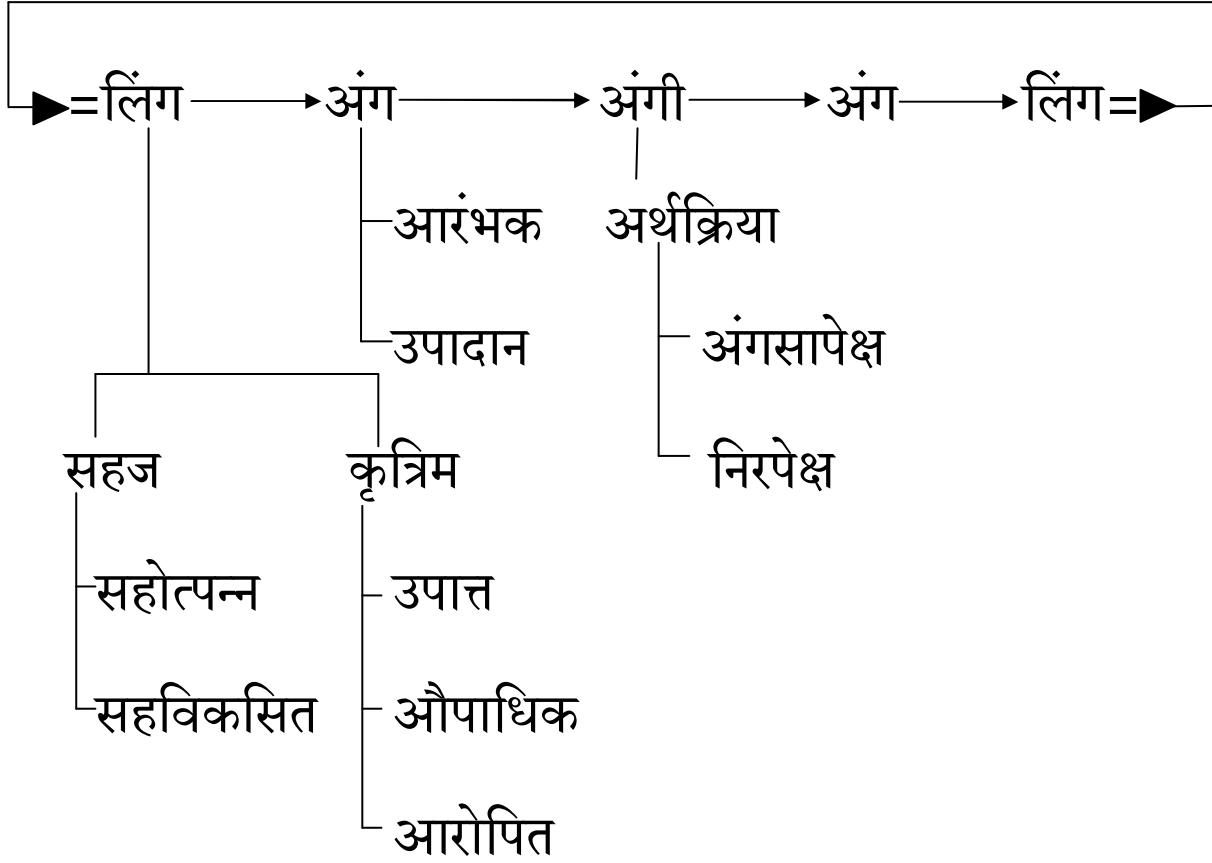 =लिंग अंग अंगी अंग लिंग=
आरंभक अर्थक्रिया
उपादान अंगसापेक्ष
सहज कृत्रिम निरपेक्ष
सहोत्पन्न उपात्त
सहविकसित औपाधिक
आरोपित